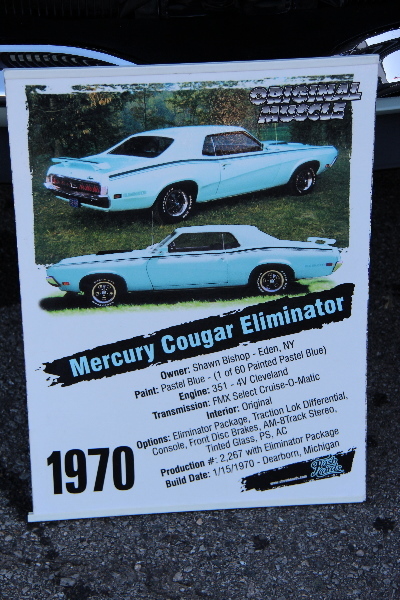 ORIGINAL
MUSCLE
Mercury Cougar Eliminator
Owner: Shawn Bishop - Eden, NY
Paint: Pastel Blue - (1 of 60 Painted Pastel Blue)
Engine: 351 - 4V Cleveland
Transmission: FMX Select Cruise-O-Matic
Interior: Original
Options: Eliminator Package, Traction Lok Differential,
Console, Front Disc Brakes, AM-8Track Stereo,
Tinted Glass, PS, AC
Production #: 2,267 with Eliminator Package
Build Date: 1/15/1970 - Dearborn, Michigan
1970